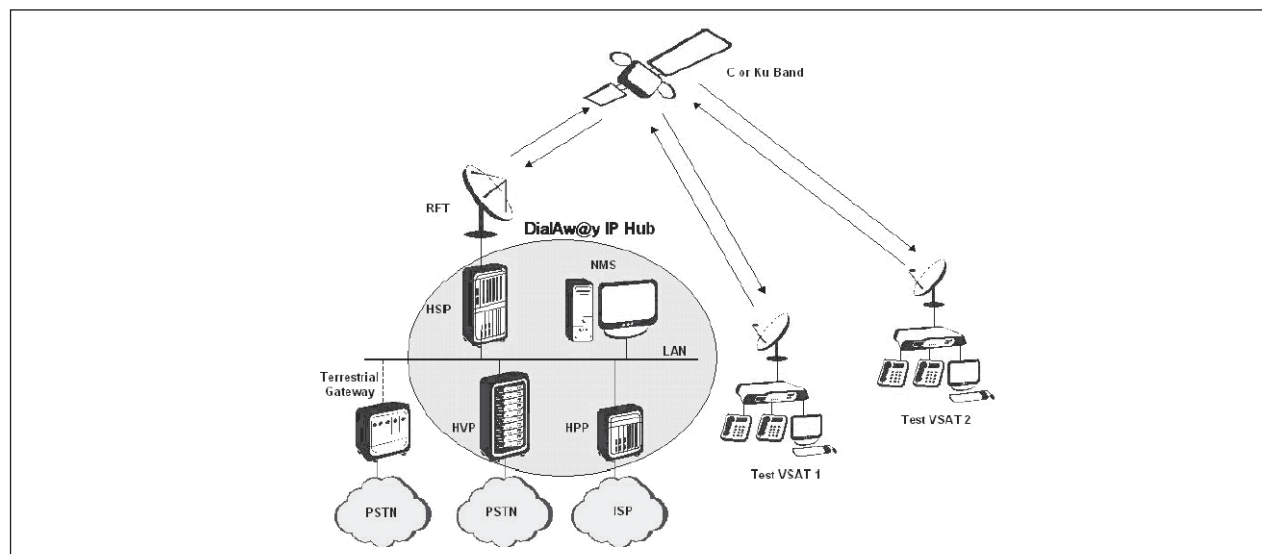 C or Ku Band
RFT
DialAw@y IP Hub
NMS
HSP
LAN
Terrestrial
Gateway
HVP
HPP
Test VSAT 1
Test VSAT 2
PSTN
PSTN
ISP